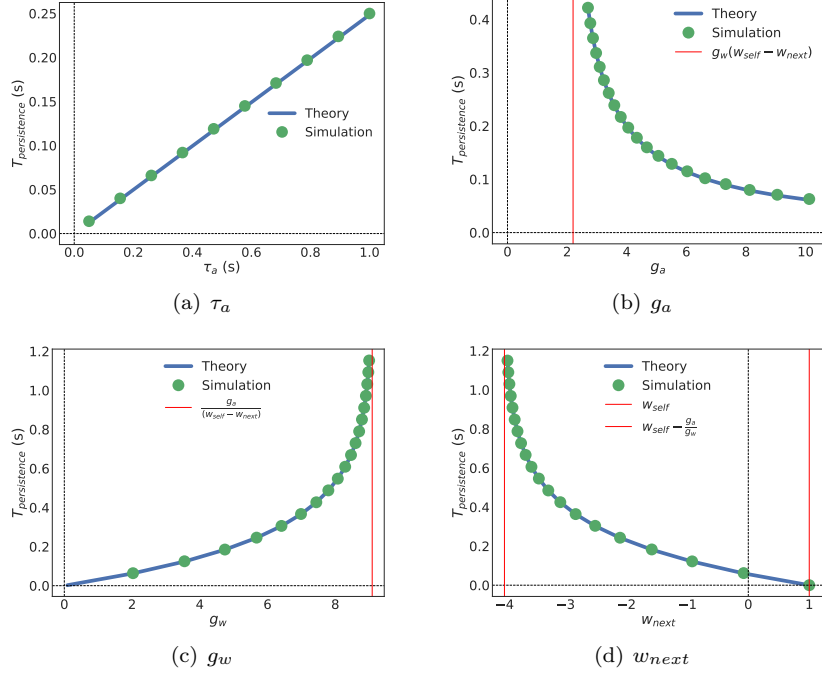 0.25
0.20
0.15
0.10
0.05
0.00
T_persistence (s)
Theory
Simulation
0.0 0.2 0.4 0.6 0.8 1.0
τ_a (s)
(a) τ_a
0.4
0.3
0.2
0.1
0.0
T_persistence (s)
Theory
Simulation
g_w(w_self − w_next)
0 2 4 6 8 10
g_a
(b) g_a
1.2
1.0
0.8
0.6
0.4
0.2
0.0
T_persistence (s)
Theory
Simulation
g_a
(w_self − w_next)
0 2 4 6 8
g_w
(c) g_w
1.2
1.0
0.8
0.6
0.4
0.2
0.0
T_persistence (s)
Theory
Simulation
w_self
w_self − g_a/g_w
−4 −3 −2 −1 0 1
w_next
(d) w_next